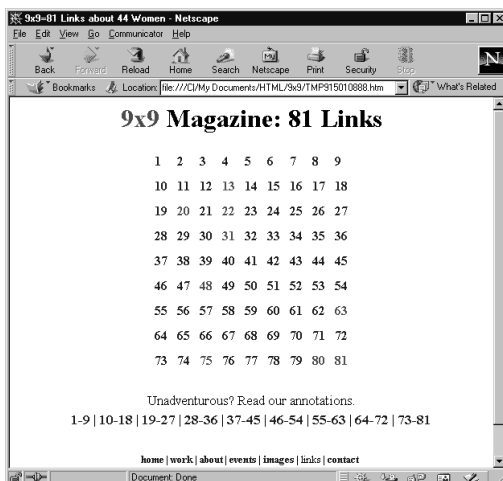 9x9=81 Links about 44 Women - Netscape
File Edit View Go Communicator Help
Back Forward Reload Home Search Netscape Print Security Stop
Bookmarks Location: file:///C|/My Documents/HTML/9x9/TMP915010888.htm What's Related
9x9 Magazine: 81 Links
1 2 3 4 5 6 7 8 9
10 11 12 13 14 15 16 17 18
19 20 21 22 23 24 25 26 27
28 29 30 31 32 33 34 35 36
37 38 39 40 41 42 43 44 45
46 47 48 49 50 51 52 53 54
55 56 57 58 59 60 61 62 63
64 65 66 67 68 69 70 71 72
73 74 75 76 77 78 79 80 81
Unadventurous? Read our annotations.
1-9 | 10-18 | 19-27 | 28-36 | 37-45 | 46-54 | 55-63 | 64-72 | 73-81
home | work | about | events | images | links | contact
Document: Done